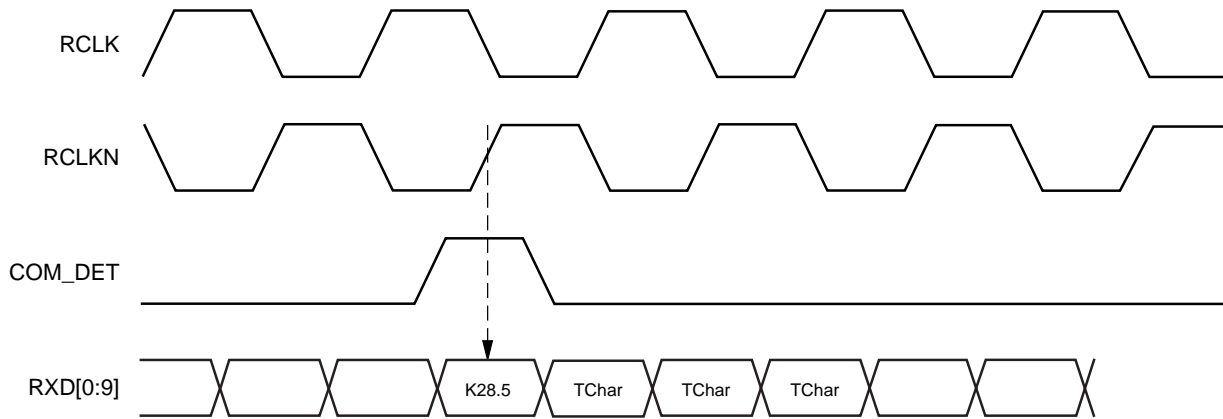 RCLK
RCLKN
COM_DET
RXD[0:9]
K28.5
TChar
TChar
TChar